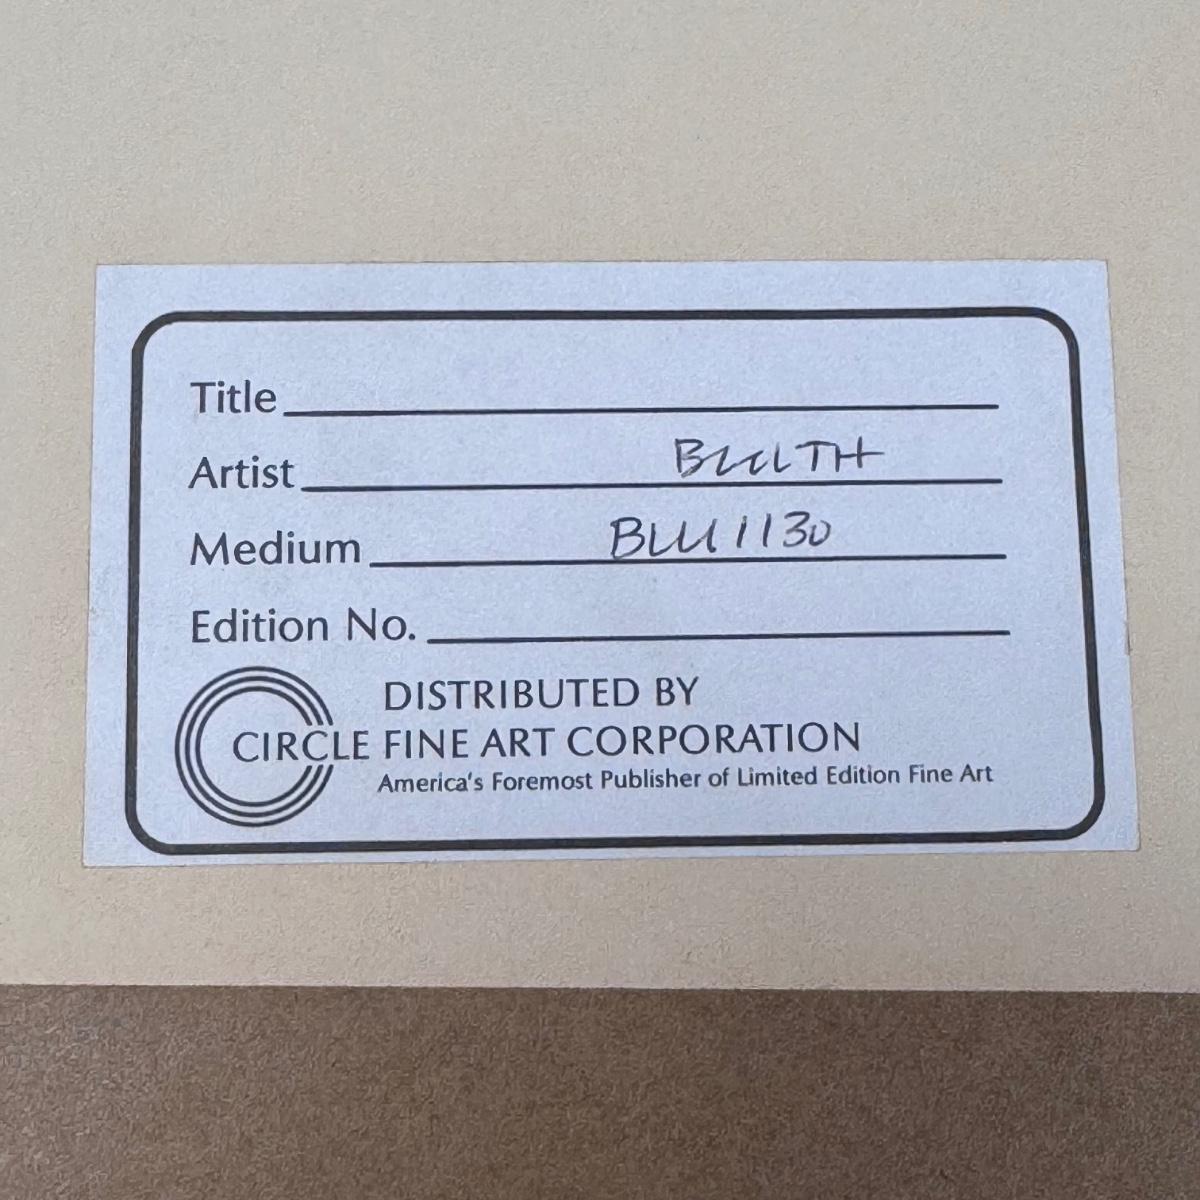 Title
Artist BLUTH
Medium BLU1130
Edition No.
DISTRIBUTED BY
CIRCLE FINE ART CORPORATION
America's Foremost Publisher of Limited Edition Fine Art